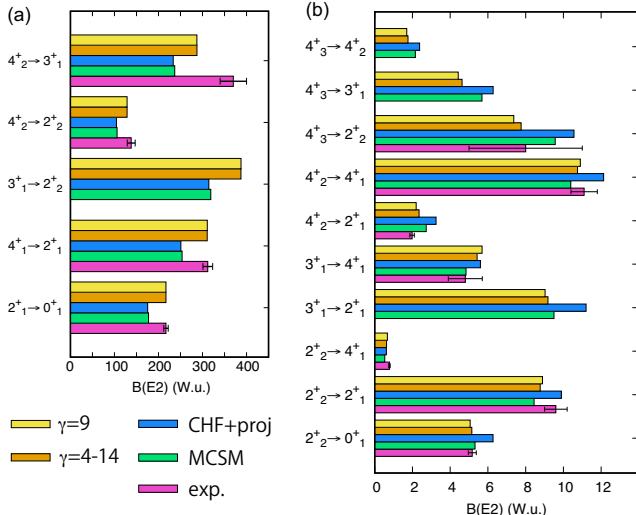 (a)
4⁺₂→3⁺₁
4⁺₂→2⁺₂
3⁺₁→2⁺₂
4⁺₁→2⁺₁
2⁺₁→0⁺₁
0 100 200 300 400
B(E2) (W.u.)
γ=9
γ=4-14
CHF+proj
MCSM
exp.
(b)
4⁺₃→4⁺₂
4⁺₃→3⁺₁
4⁺₃→2⁺₂
4⁺₂→4⁺₁
4⁺₂→2⁺₁
3⁺₁→4⁺₁
3⁺₁→2⁺₁
2⁺₂→4⁺₁
2⁺₂→2⁺₁
2⁺₂→0⁺₁
0 2 4 6 8 10 12
B(E2) (W.u.)